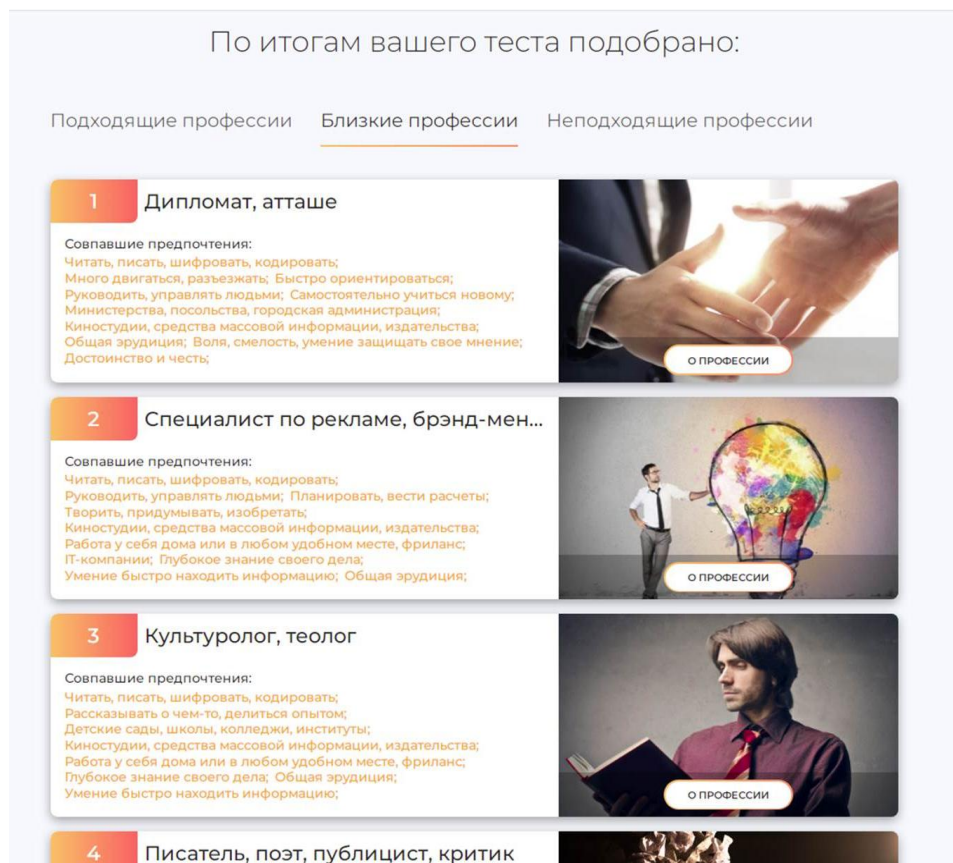 По итогам вашего теста подобрано:
Подходящие профессии Близкие профессии Неподходящие профессии
1 Дипломат, атташе
Совпавшие предпочтения:
Читать, писать, шифровать, кодировать;
Много двигаться, разъезжать; Быстро ориентироваться;
Руководить, управлять людьми; Самостоятельно учиться новому;
Министерства, посольства, городская администрация;
Киностудии, средства массовой информации, издательства;
Общая эрудиция; Воля, смелость, умение защищать свое мнение;
Достоинство и честь;
О ПРОФЕССИИ
2 Специалист по рекламе, брэнд-мен...
Совпавшие предпочтения:
Читать, писать, шифровать, кодировать;
Руководить, управлять людьми; Планировать, вести расчеты;
Творить, придумывать, изобретать;
Киностудии, средства массовой информации, издательства;
Работа у себя дома или в любом удобном месте, фриланс;
IT-компании; Глубокое знание своего дела;
Умение быстро находить информацию; Общая эрудиция;
О ПРОФЕССИИ
3 Культуролог, теолог
Совпавшие предпочтения:
Читать, писать, шифровать, кодировать;
Рассказывать о чем-то, делиться опытом;
Детские сады, школы, колледжи, институты;
Киностудии, средства массовой информации, издательства;
Работа у себя дома или в любом удобном месте, фриланс;
Глубокое знание своего дела; Общая эрудиция;
Умение быстро находить информацию;
О ПРОФЕССИИ
4 Писатель, поэт, публицист, критик